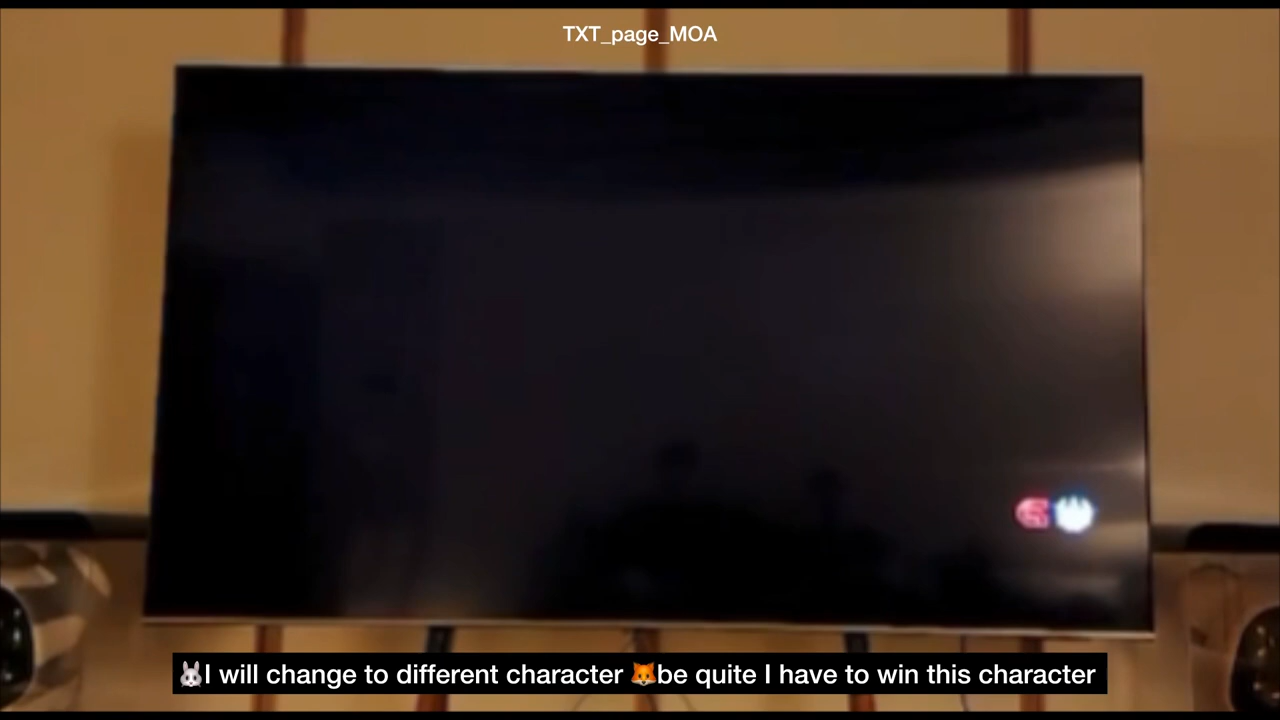 TXT_page_MOA
🐰I will change to different character 🦊be quite I have to win this character